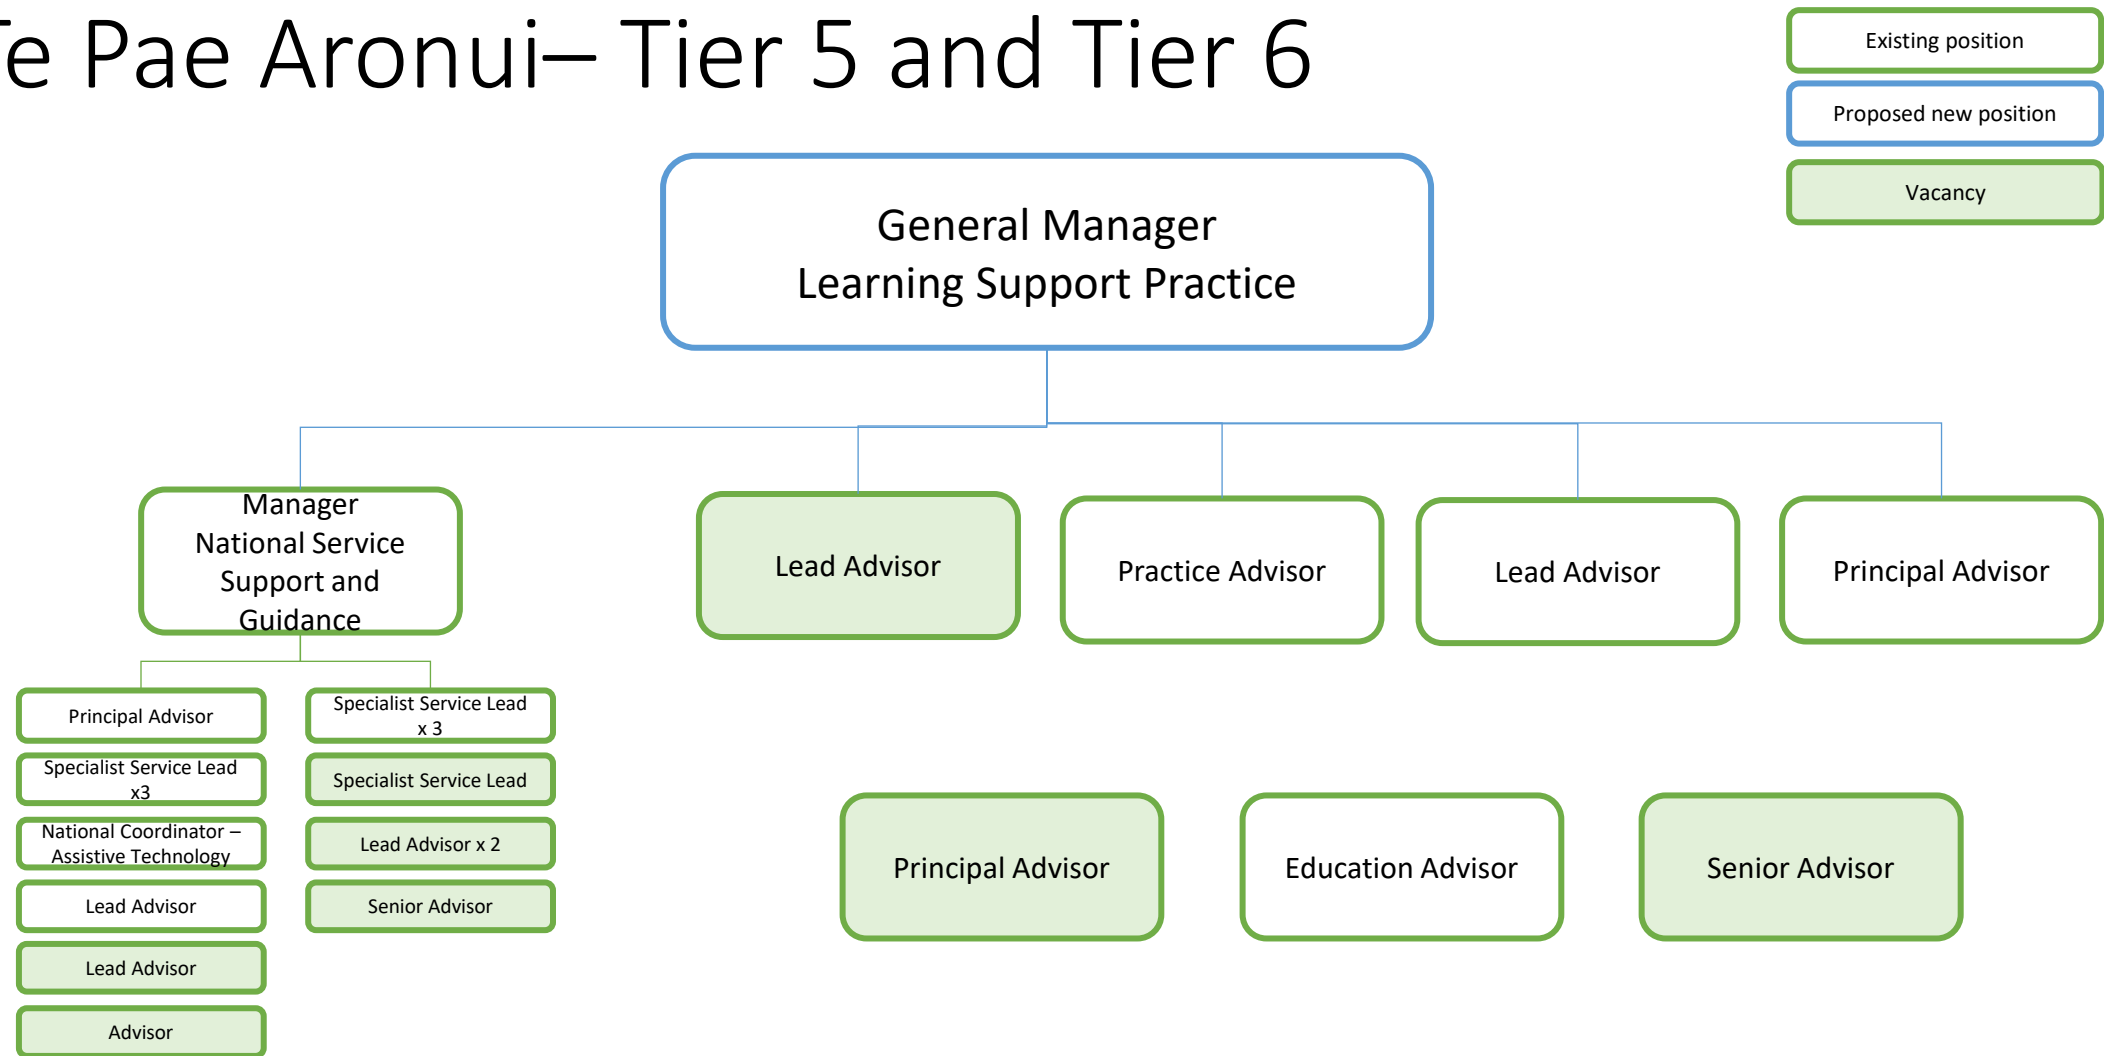 Te Pae Aronui– Tier 5 and Tier 6
Existing position
Proposed new position
Vacancy
General Manager
Learning Support Practice
Manager
National Service
Support and
Guidance
Lead Advisor
Practice Advisor
Lead Advisor
Principal Advisor
Principal Advisor
Specialist Service Lead
x3
National Coordinator –
Assistive Technology
Lead Advisor
Lead Advisor
Advisor
Specialist Service Lead
x 3
Specialist Service Lead
Lead Advisor x 2
Senior Advisor
Principal Advisor
Education Advisor
Senior Advisor